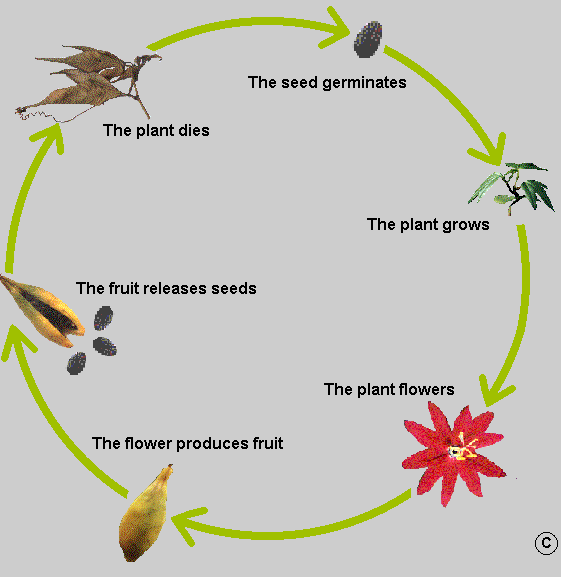 The seed germinates
The plant dies
The plant grows
The fruit releases seeds
The plant flowers
The flower produces fruit
C